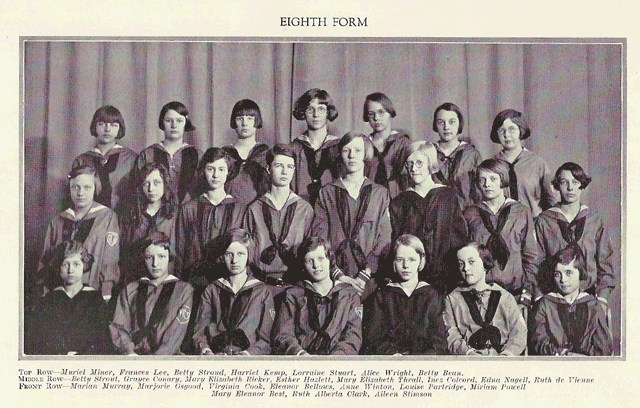 EIGHTH FORM
TOP ROW—Muriel Miner, Frances Lee, Betty Stroud, Harriet Kemp, Lorraine Stuart, Alice Wright, Betty Bean.
MIDDLE ROW—Betty Strout, Grayce Conary, Mary Elizabeth Ricker, Esther Hazlett, Mary Elizabeth Thrall, Inez Colcord, Edna Nagell, Ruth de Vienne
FRONT ROW—Marian Murray, Marjorie Osgood, Virginia Cook, Eleanor Bellows, Anne Winton, Louise Partridge, Miriam Powell
Mary Eleanor Best, Ruth Alberta Clark, Aileen Stimson